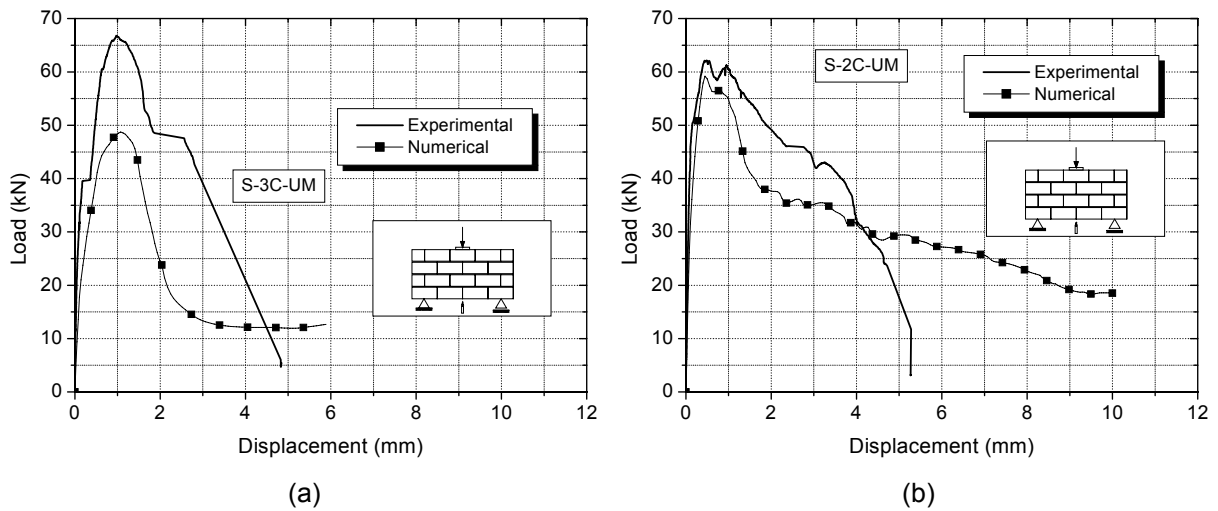 70
60
50
40
30
20
10
0
Load (kN)
Experimental
Numerical
S-3C-UM
0 2 4 6 8 10 12
Displacement (mm)
(a)
70
60
50
40
30
20
10
0
Load (kN)
S-2C-UM
Experimental
Numerical
0 2 4 6 8 10 12
Displacement (mm)
(b)